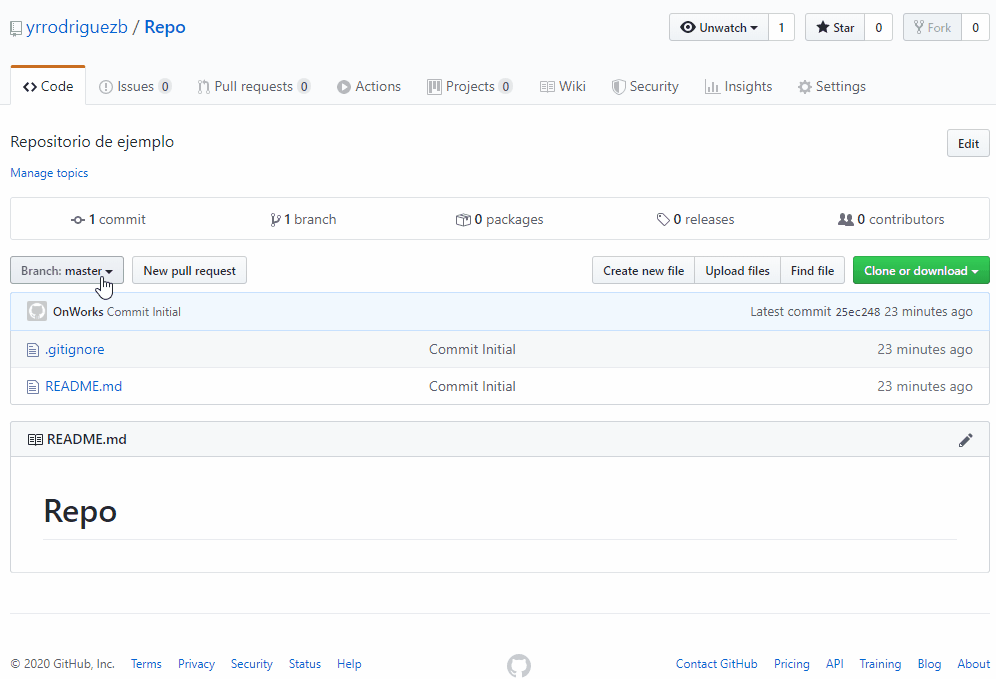 yrrodriguezb / Repo Unwatch 1 Star 0 Fork 0
Code Issues 0 Pull requests 0 Actions Projects 0 Wiki Security Insights Settings
Repositorio de ejemplo Edit
Manage topics
1 commit 1 branch 0 packages 0 releases 0 contributors
Branch: master New pull request Create new file Upload files Find file Clone or download
OnWorks Commit Initial Latest commit 25ec248 23 minutes ago
.gitignore Commit Initial 23 minutes ago
README.md Commit Initial 23 minutes ago
README.md
Repo
© 2020 GitHub, Inc. Terms Privacy Security Status Help Contact GitHub Pricing API Training Blog About